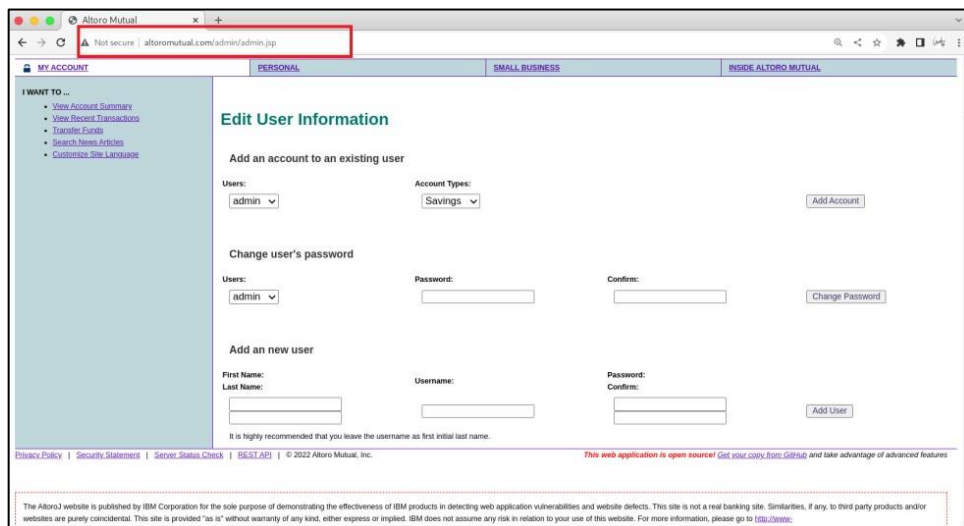 Altoro Mutual
Not secure | altoromutual.com/admin/admin.jsp
MY ACCOUNT PERSONAL SMALL BUSINESS INSIDE ALTORO MUTUAL
I WANT TO ...
View Account Summary
View Recent Transactions
Transfer Funds
Search News Articles
Customize Site Language
Edit User Information
Add an account to an existing user
Users: Account Types:
admin Savings Add Account
Change user's password
Users: Password: Confirm:
admin Change Password
Add an new user
First Name: Password:
Last Name: Username: Confirm:
Add User
It is highly recommended that you leave the username as first initial last name.
Privacy Policy | Security Statement | Server Status Check | REST API | © 2022 Altoro Mutual, Inc. This web application is open source! Get your copy from GitHub and take advantage of advanced features
The AltoroJ website is published by IBM Corporation for the sole purpose of demonstrating the effectiveness of IBM products in detecting web application vulnerabilities and website defects. This site is not a real banking site. Similarities, if any, to third party products and/or
websites are purely coincidental. This site is provided "as is" without warranty of any kind, either express or implied. IBM does not assume any risk in relation to your use of this website. For more information, please go to http://www-